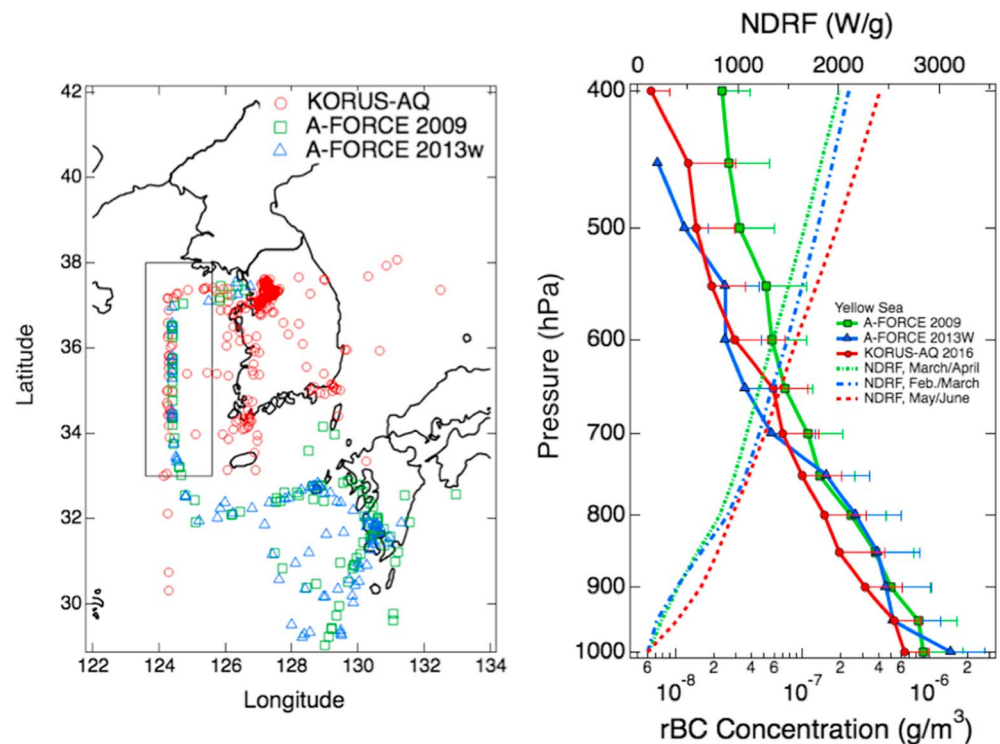 KORUS-AQ
A-FORCE 2009
A-FORCE 2013w
42
40
38
36
34
32
30
Latitude
122 124 126 128 130 132 134
Longitude
NDRF (W/g)
0 1000 2000 3000
400
500
600
700
800
900
1000
Pressure (hPa)
Yellow Sea
A-FORCE 2009
A-FORCE 2013W
KORUS-AQ 2016
NDRF, March/April
NDRF, Feb./March
NDRF, May/June
6 2 4 6 2 4 6 2
10⁻⁸ 10⁻⁷ 10⁻⁶
rBC Concentration (g/m³)